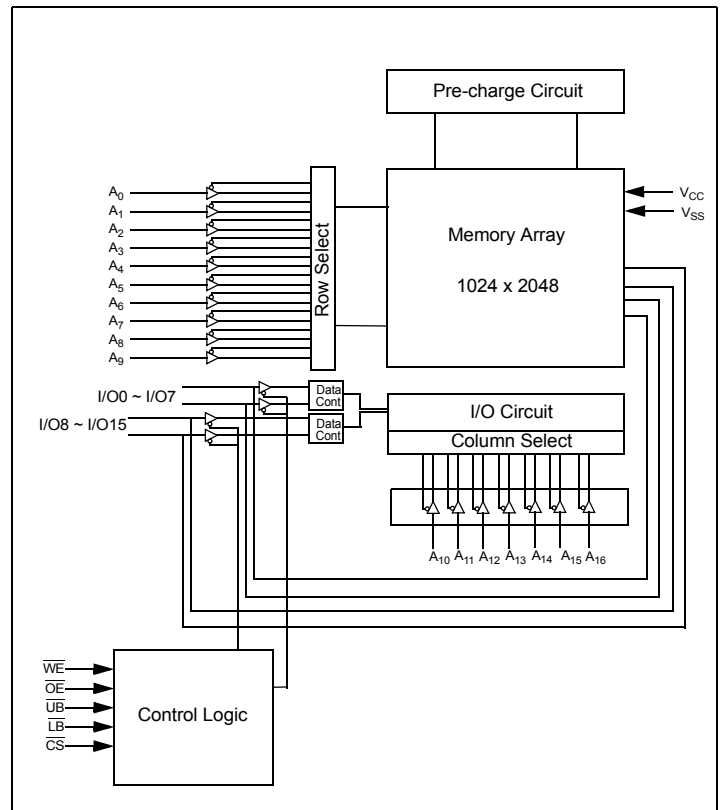 Pre-charge Circuit
A0
A1
A2
A3
A4
A5
A6
A7
A8
A9
Row Select
Memory Array
1024 x 2048
VCC
VSS
I/O0 ~ I/O7
I/O8 ~ I/O15
Data
Cont
Data
Cont
I/O Circuit
Column Select
A10 A11 A12 A13 A14 A15 A16
WE
OE
UB
LB
CS
Control Logic